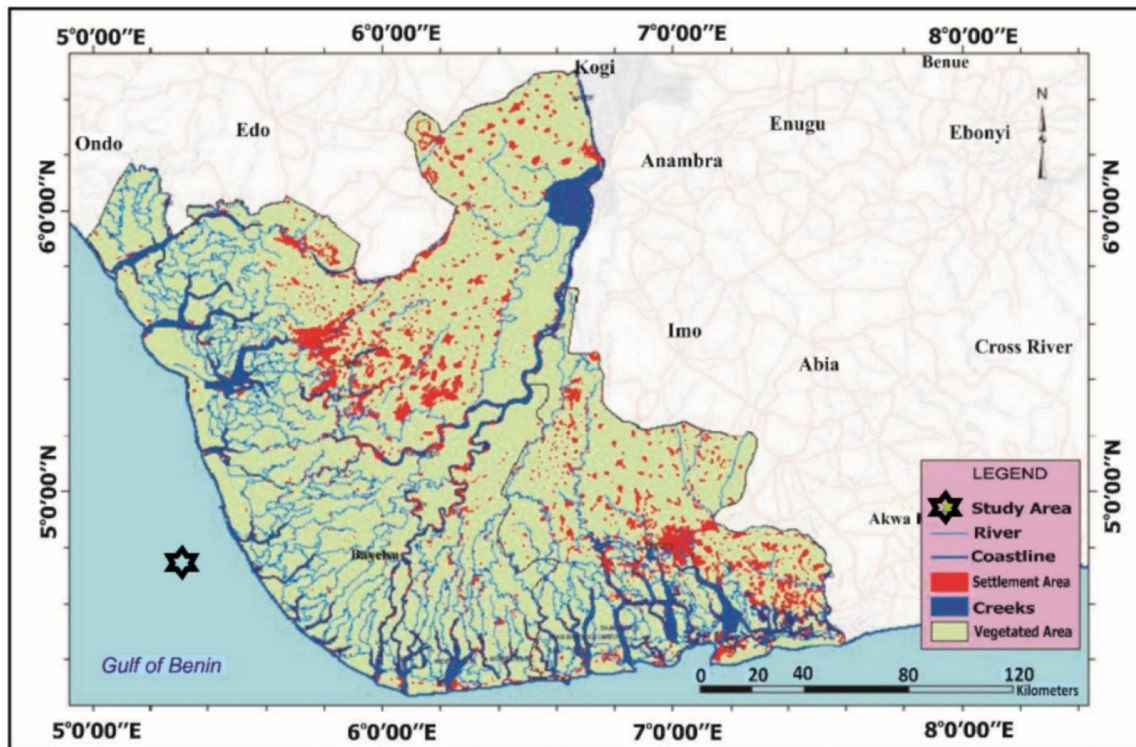 5°0'00''E 6°0'00''E 7°0'00''E 8°0'00''E
Kogi
Benue
N
Edo
Enugu
Ebonyi
Ondo
Anambra
6°0'00''N
6°0'00''N
Imo
Abia
Cross River
5°0'00''N
5°0'00''N
LEGEND
Study Area
River
Coastline
Settlement Area
Creeks
Vegetated Area
Akwa
Bayelsa
Gulf of Benin
0 20 40 80 120
Kilometers
5°0'00''E 6°0'00''E 7°0'00''E 8°0'00''E